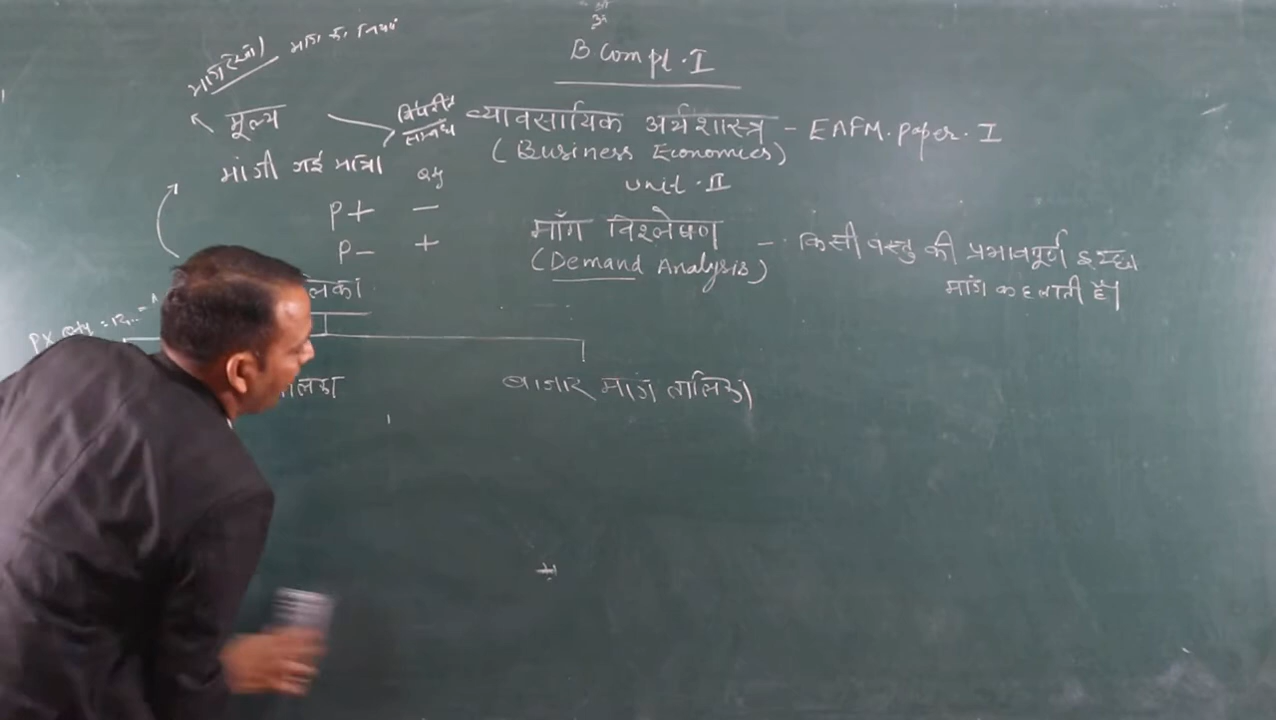 B Com pt. I
मांग के नियम
मांग रेखा
मूल्य
विपरीत
सम्बन्ध
व्यावसायिक अर्थशास्त्र - EAFM. Paper. I
(Business Economics)
मांगी गई मात्रा
Qy
unit. II
P+ -
P- +
माँग विश्लेषण - किसी वस्तु की प्रभावपूर्ण इच्छा
(Demand Analysis)
मांग कहलाती है।
बाजार मांग तालिका